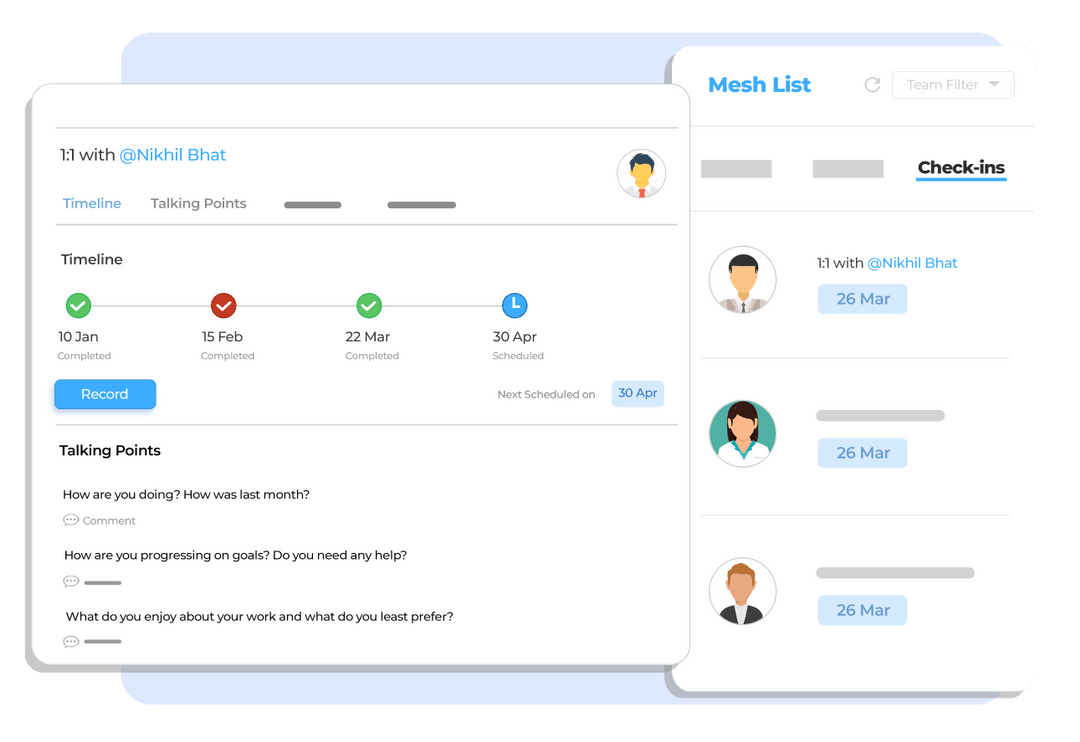 1:1 with @Nikhil Bhat
Timeline Talking Points
Timeline
10 Jan 15 Feb 22 Mar 30 Apr
Completed Completed Completed Scheduled
Record Next Scheduled on 30 Apr
Talking Points
How are you doing? How was last month?
Comment
How are you progressing on goals? Do you need any help?
What do you enjoy about your work and what do you least prefer?
Mesh List Team Filter
Check-ins
1:1 with @Nikhil Bhat
26 Mar
26 Mar
26 Mar